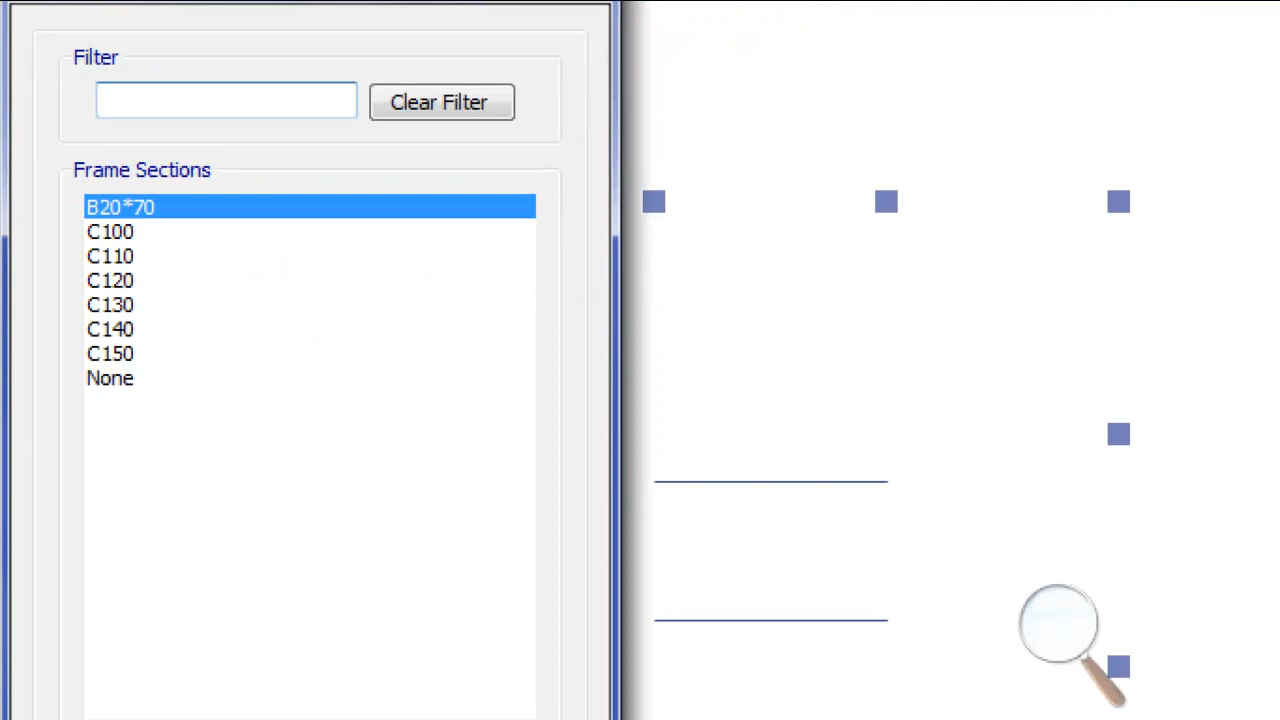 Filter
Clear Filter
Frame Sections
B20*70
C100
C110
C120
C130
C140
C150
None